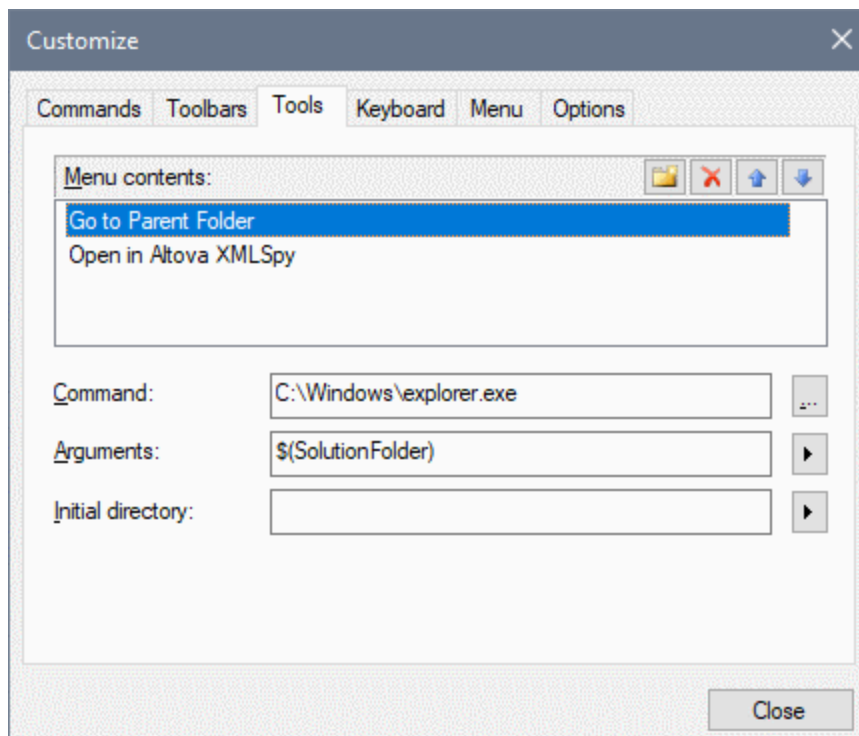 Customize
Commands Toolbars Tools Keyboard Menu Options
Menu contents:
Go to Parent Folder
Open in Altova XMLSpy
Command: C:\Windows\explorer.exe ...
Arguments: $(SolutionFolder)
Initial directory:
Close